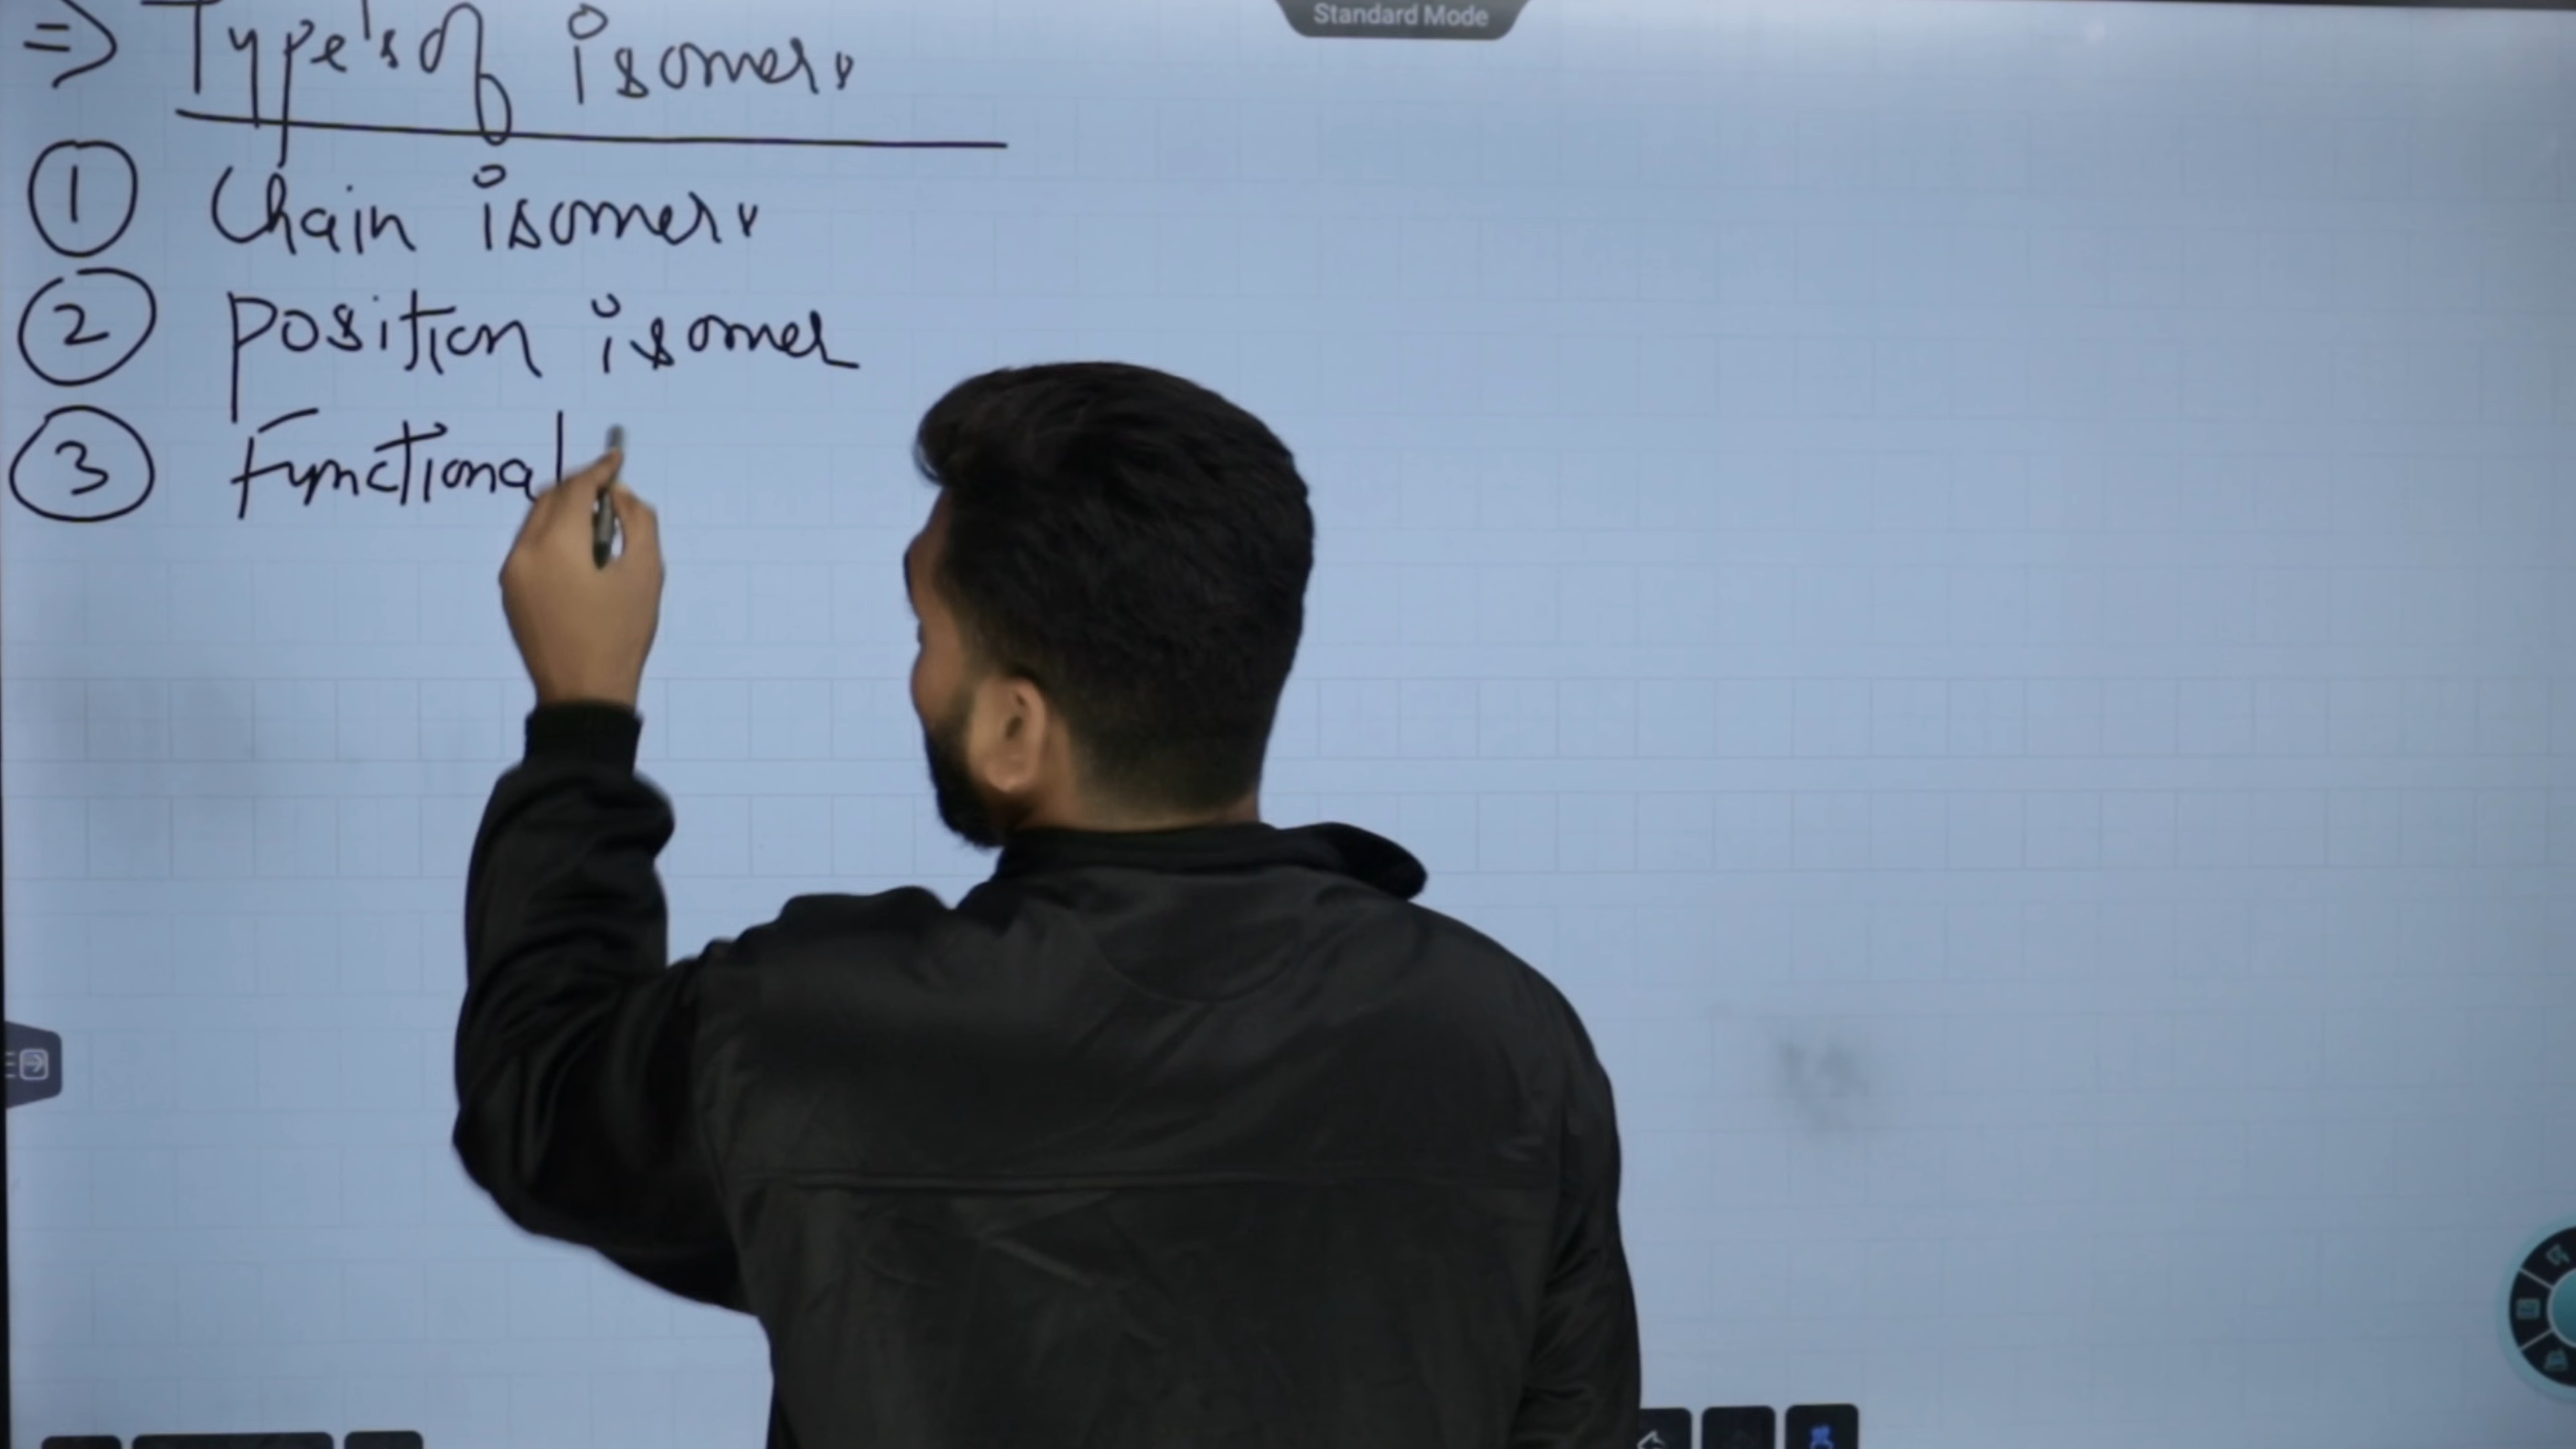 Standard Mode
=> Type's of isomers
1 Chain isomers
2 Position isomer
3 Functional